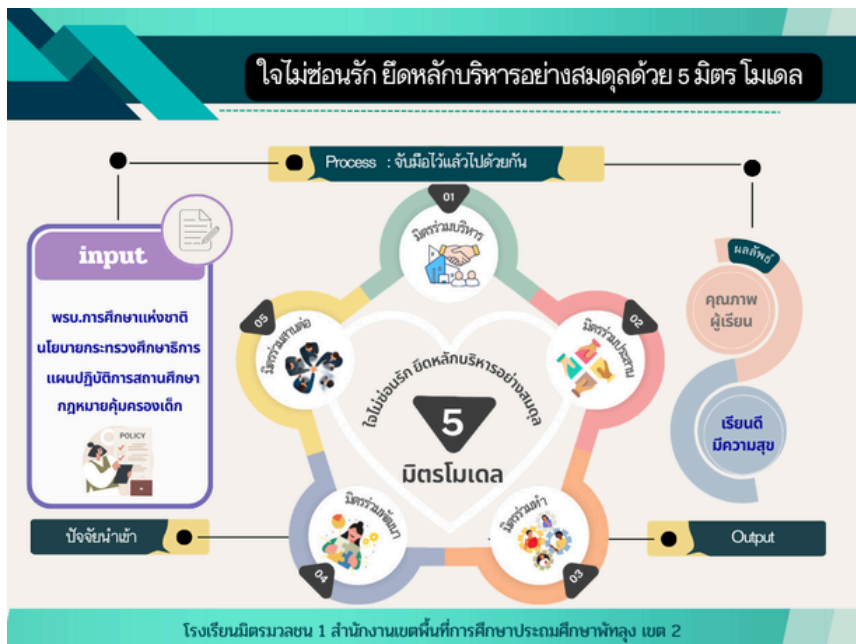 ใจไม่ซ่อนรัก ยึดหลักบริหารอย่างสมดุลด้วย 5 มิตร โมเดล
Process : จับมือไว้แล้วไปด้วยกัน
input
พรบ.การศึกษาแห่งชาติ
นโยบายกระทรวงศึกษาธิการ
แผนปฏิบัติการสถานศึกษา
กฎหมายคุ้มครองเด็ก
POLICY
ปัจจัยนำเข้า
01
มิตรร่วมบริหาร
02
มิตรร่วมประสาน
03
มิตรร่วมทำ
04
มิตรร่วมพัฒนา
05
มิตรร่วมสานต่อ
ใจไม่ซ่อนรัก ยึดหลักบริหารอย่างสมดุล
5
มิตรโมเดล
ผลลัพธ์
คุณภาพ
ผู้เรียน
เรียนดี
มีความสุข
Output
โรงเรียนมิตรมวลชน 1 สำนักงานเขตพื้นที่การศึกษาประถมศึกษาพัทลุง เขต 2